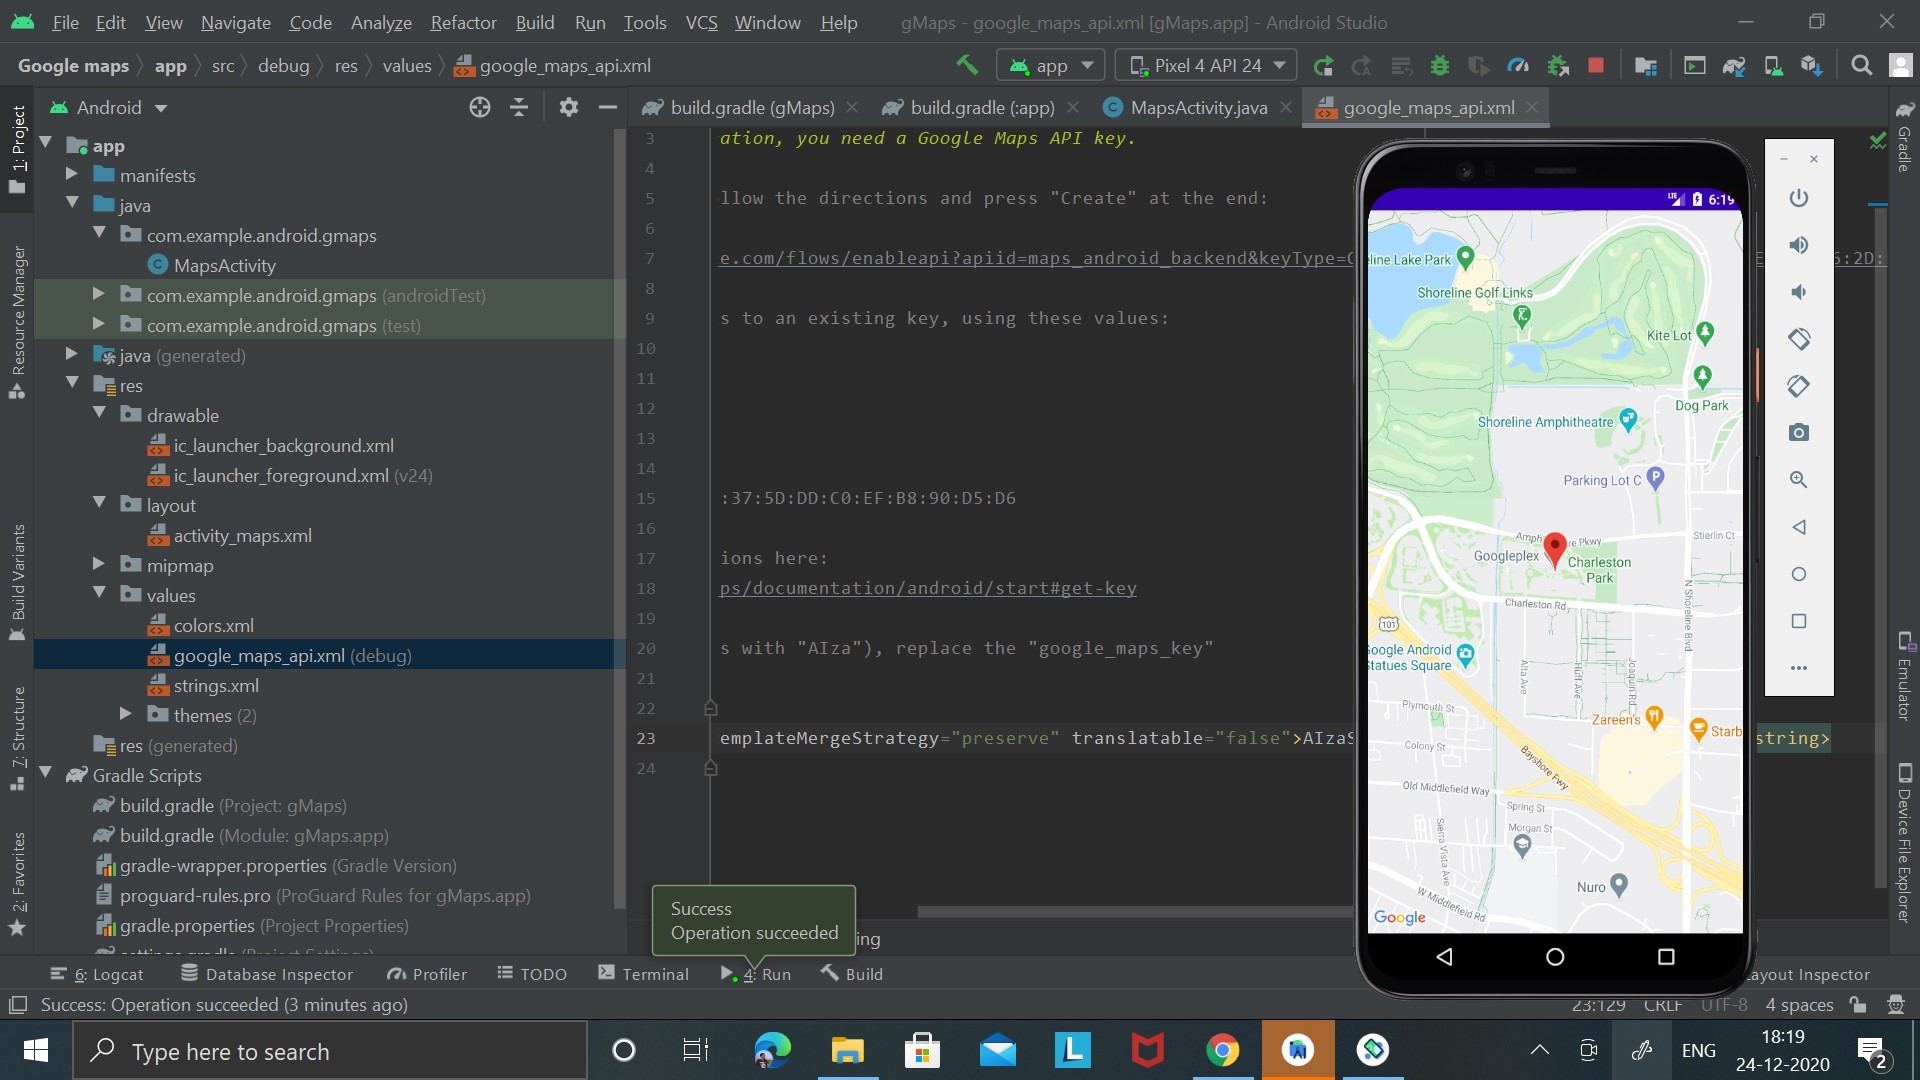 File Edit View Navigate Code Analyze Refactor Build Run Tools VCS Window Help gMaps - google_maps_api.xml [gMaps.app] - Android Studio
Google maps app src debug res values google_maps_api.xml app Pixel 4 API 24
1: Project
Resource Manager
Build Variants
7: Structure
2: Favorites
Android
app
manifests
java
com.example.android.gmaps
MapsActivity
com.example.android.gmaps (androidTest)
com.example.android.gmaps (test)
java (generated)
res
drawable
ic_launcher_background.xml
ic_launcher_foreground.xml (v24)
layout
activity_maps.xml
mipmap
values
colors.xml
google_maps_api.xml (debug)
strings.xml
themes (2)
res (generated)
Gradle Scripts
build.gradle (Project: gMaps)
build.gradle (Module: gMaps.app)
gradle-wrapper.properties (Gradle Version)
proguard-rules.pro (ProGuard Rules for gMaps.app)
gradle.properties (Project Properties)
build.gradle (gMaps) build.gradle (:app) MapsActivity.java google_maps_api.xml
3 ation, you need a Google Maps API key.
4
5 llow the directions and press "Create" at the end:
6
7 e.com/flows/enableapi?apiid=maps_android_backend&keyType=
8
9 s to an existing key, using these values:
10
11
12
13
14
15 :37:5D:DD:C0:EF:B8:90:D5:D6
16
17 ions here:
18 ps/documentation/android/start#get-key
19
20 s with "AIza"), replace the "google_maps_key"
21
22
23 emplateMergeStrategy="preserve" translatable="false">AIzaS string>
24
LTE 6:19
line Lake Park
Shoreline Golf Links
Kite Lot
Dog Park
Shoreline Amphitheatre
Parking Lot C
Stierlin Ct
Googleplex
Charleston
Park
Charleston Rd
N Shoreline Blvd
101
Google Android
Statues Square
Alta Ave
Huff Ave
Joaquin Rd
Plymouth St
Zareen's
Starb
Colony St
Bayshore Fwy
Old Middlefield Way
Spring St
Morgan St
Sierra Vista Ave
Nuro
W Middlefield Rd
Google
Gradle
Emulator
Device File Explorer
Success
Operation succeeded
ing
6: Logcat Database Inspector Profiler TODO Terminal 4: Run Build ayout Inspector
Success: Operation succeeded (3 minutes ago) 23:129 CRLF UTF-8 4 spaces
Type here to search
L
ENG
18:19
24-12-2020
2